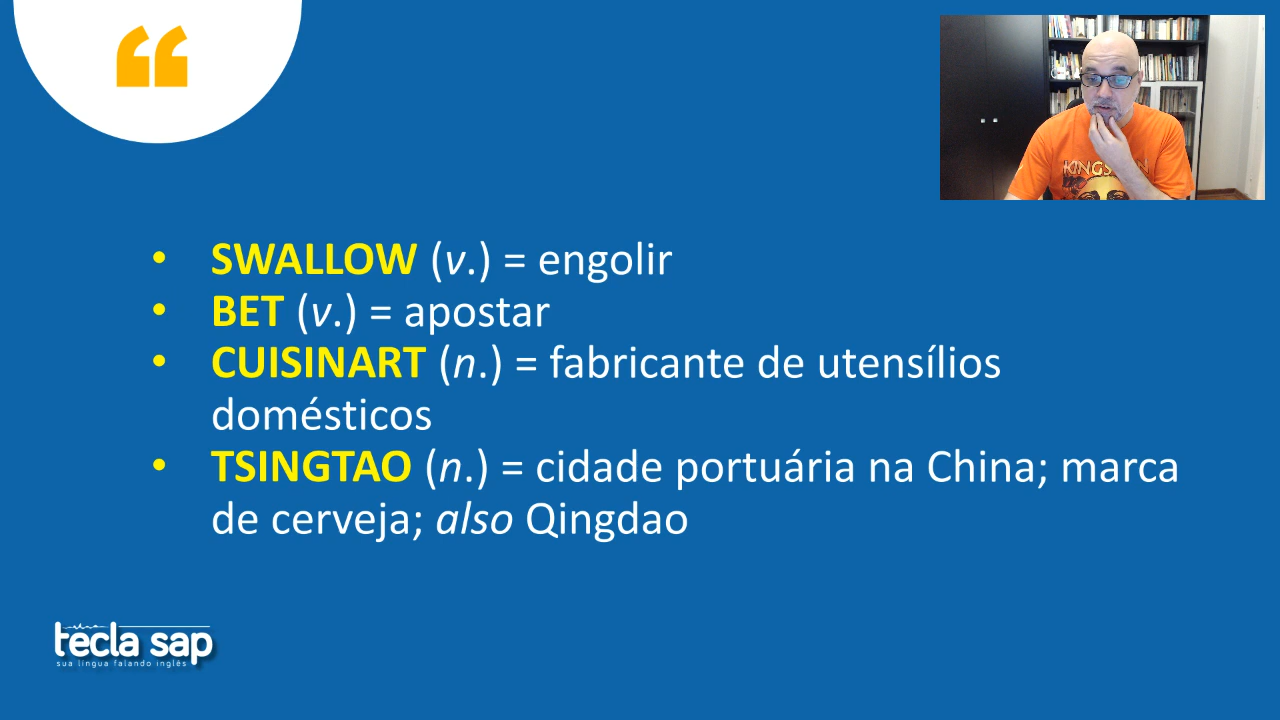 “
KINGS
• SWALLOW (v.) = engolir
• BET (v.) = apostar
• CUISINART (n.) = fabricante de utensílios
domésticos
• TSINGTAO (n.) = cidade portuária na China; marca
de cerveja; also Qingdao
tecla sap
sua língua falando inglês